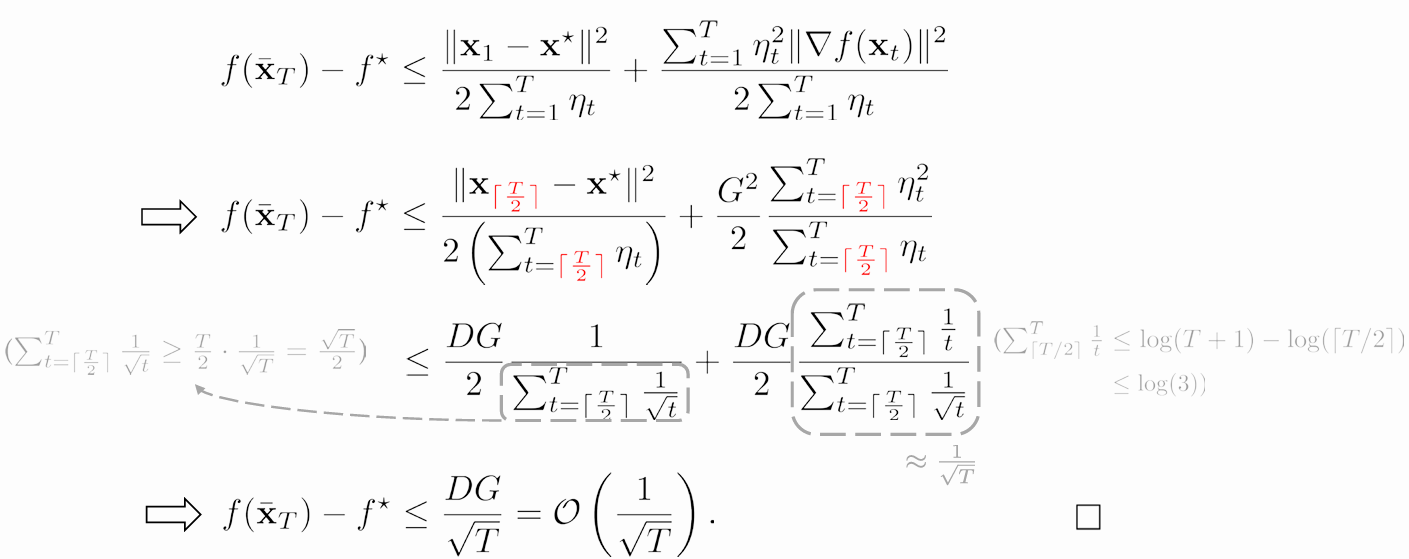 $f(\bar{\mathbf{x}}_T) - f^\star \leq \frac{\|\mathbf{x}_1 - \mathbf{x}^\star\|^2}{2\sum_{t=1}^T \eta_t} + \frac{\sum_{t=1}^T \eta_t^2 \|\nabla f(\mathbf{x}_t)\|^2}{2\sum_{t=1}^T \eta_t}$
$\Rightarrow f(\bar{\mathbf{x}}_T) - f^\star \leq \frac{\|\mathbf{x}_{\lceil \frac{T}{2} \rceil} - \mathbf{x}^\star\|^2}{2\left(\sum_{t=\lceil \frac{T}{2} \rceil}^T \eta_t\right)} + \frac{G^2}{2} \frac{\sum_{t=\lceil \frac{T}{2} \rceil}^T \eta_t^2}{\sum_{t=\lceil \frac{T}{2} \rceil}^T \eta_t}$
$(\sum_{t=\lceil \frac{T}{2} \rceil}^T \frac{1}{\sqrt{t}} \geq \frac{T}{2} \cdot \frac{1}{\sqrt{T}} = \frac{\sqrt{T}}{2})$
$\leq \frac{DG}{2} \frac{1}{\sum_{t=\lceil \frac{T}{2} \rceil}^T \frac{1}{\sqrt{t}}} + \frac{DG}{2} \frac{\sum_{t=\lceil \frac{T}{2} \rceil}^T \frac{1}{t}}{\sum_{t=\lceil \frac{T}{2} \rceil}^T \frac{1}{\sqrt{t}}}$
$(\sum_{\lceil T/2 \rceil}^T \frac{1}{t} \leq \log(T+1) - \log(\lceil T/2 \rceil)$
$\leq \log(3))$
$\approx \frac{1}{\sqrt{T}}$
$\Rightarrow f(\bar{\mathbf{x}}_T) - f^\star \leq \frac{DG}{\sqrt{T}} = \mathcal{O}\left(\frac{1}{\sqrt{T}}\right).$ □